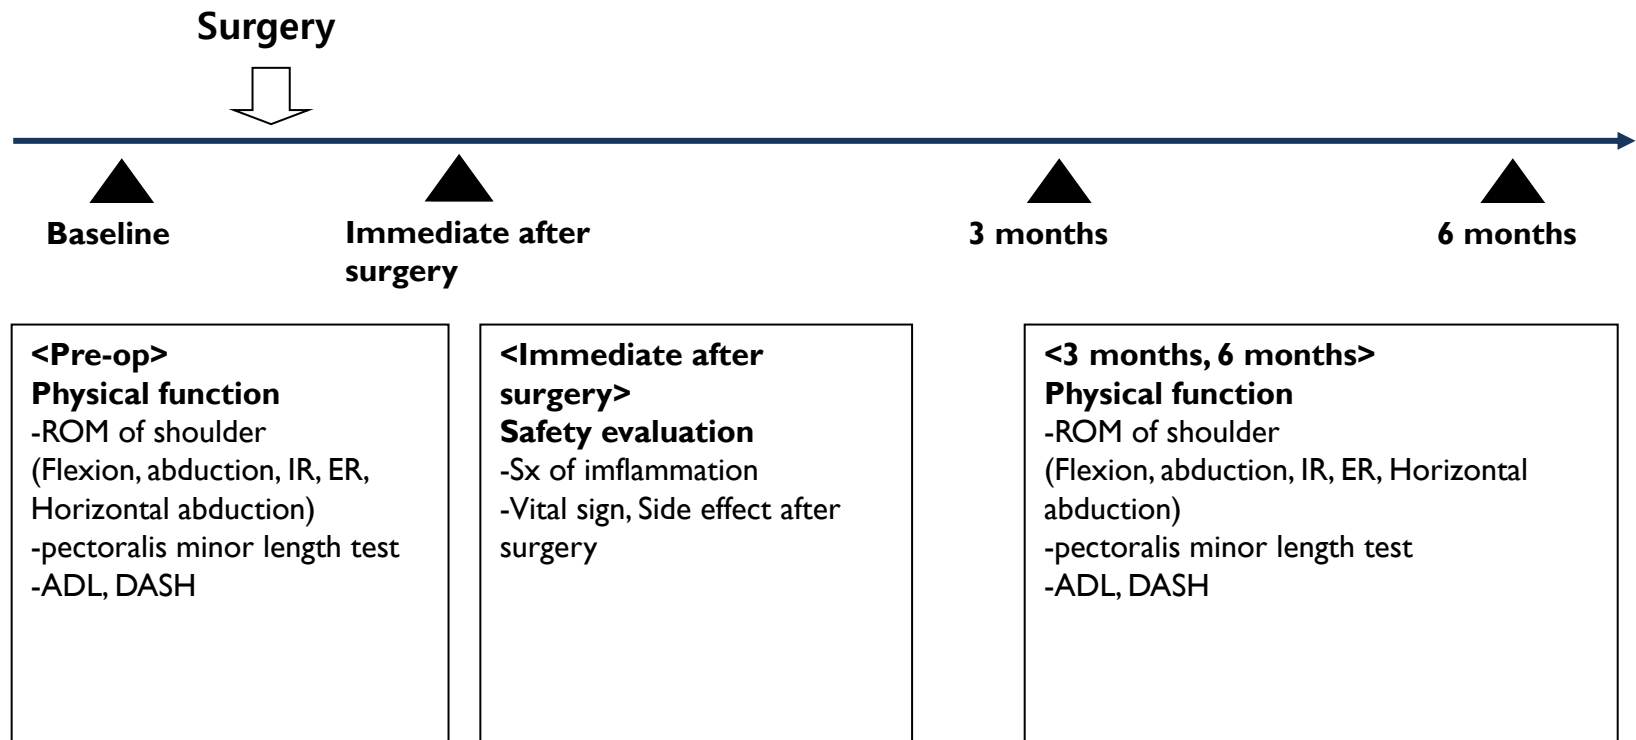 Surgery
Baseline
Immediate after
surgery
3 months
6 months
<Pre-op>
Physical function
-ROM of shoulder
(Flexion, abduction, IR, ER,
Horizontal abduction)
-pectoralis minor length test
-ADL, DASH
<Immediate after
surgery>
Safety evaluation
-Sx of imflammation
-Vital sign, Side effect after
surgery
<3 months, 6 months>
Physical function
-ROM of shoulder
(Flexion, abduction, IR, ER, Horizontal
abduction)
-pectoralis minor length test
-ADL, DASH